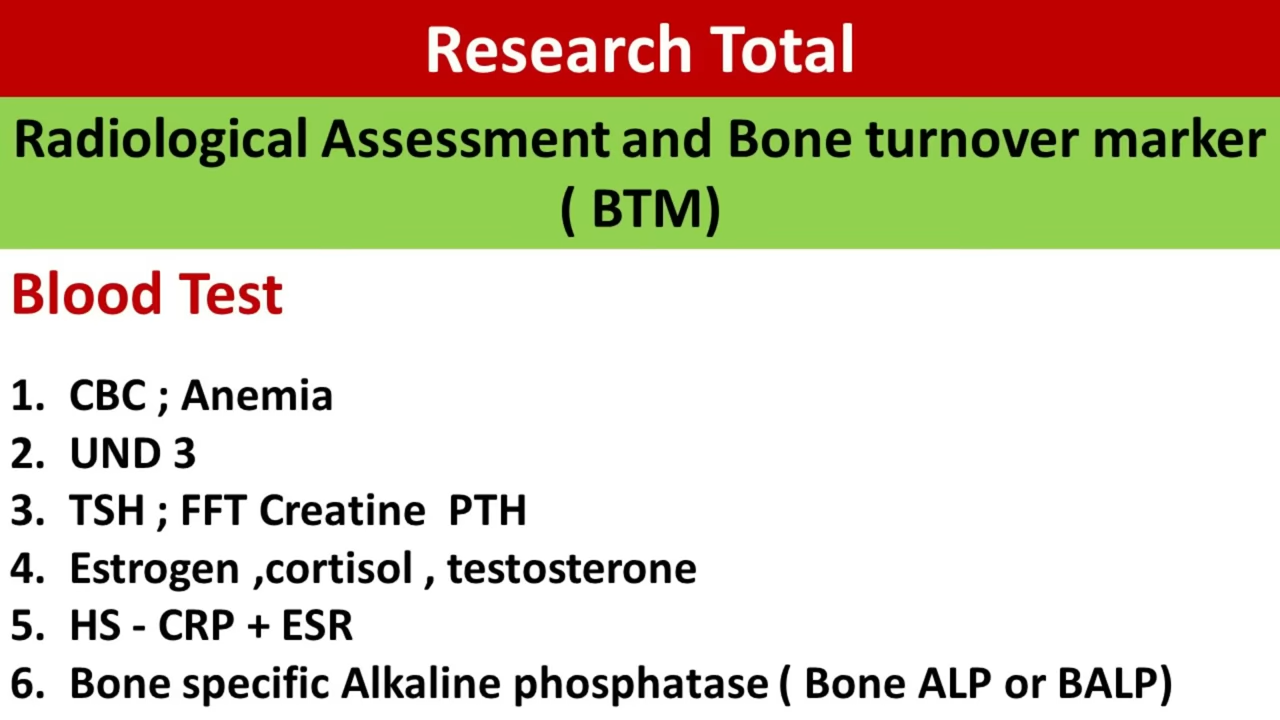 Research Total
Radiological Assessment and Bone turnover marker
( BTM)
Blood Test
1. CBC ; Anemia
2. UND 3
3. TSH ; FFT Creatine PTH
4. Estrogen ,cortisol , testosterone
5. HS - CRP + ESR
6. Bone specific Alkaline phosphatase ( Bone ALP or BALP)